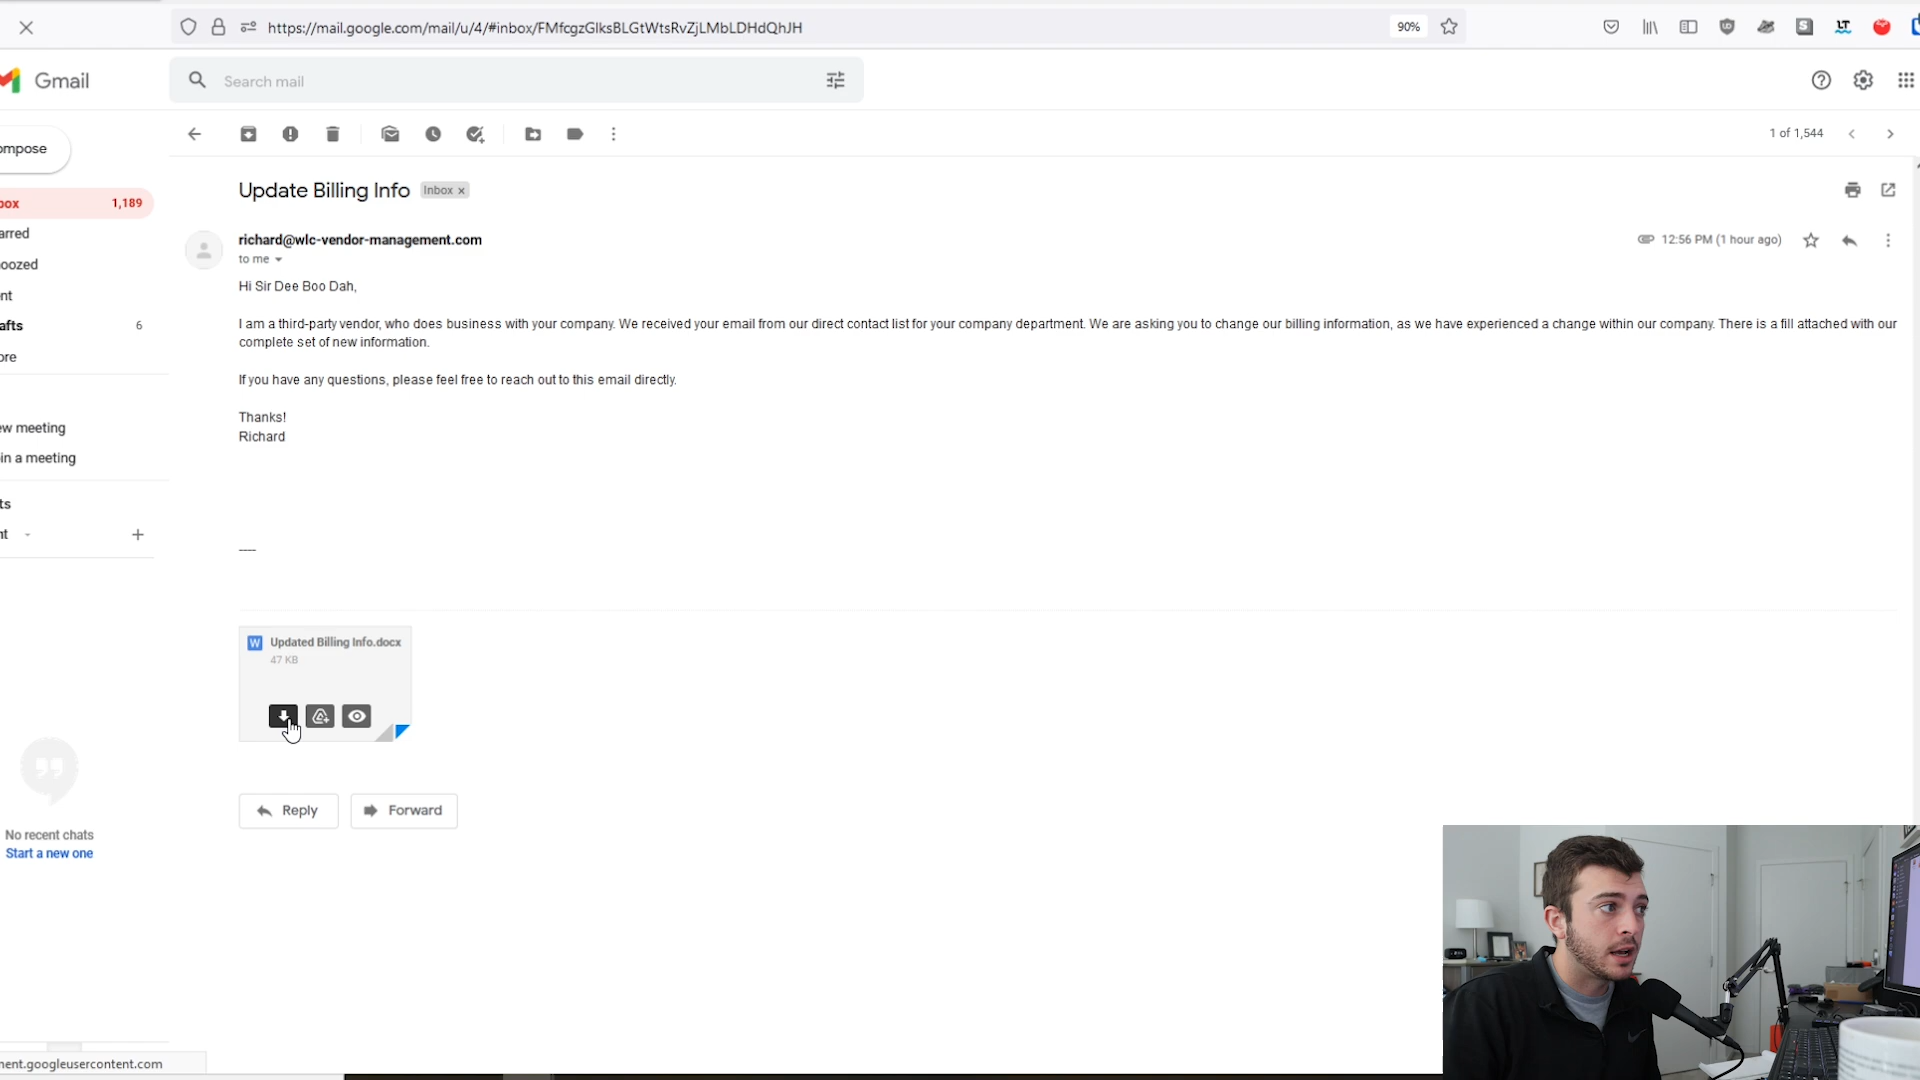 https://mail.google.com/mail/u/4/#inbox/FMfcgzGlksBLGtWtsRvZjLMbLDHdQhJH
90%
Gmail
Search mail
ompose
1 of 1,544
Update Billing Info
Inbox x
box 1,189
arred
oozed
ent
afts 6
ore
richard@wlc-vendor-management.com
12:56 PM (1 hour ago)
to me
Hi Sir Dee Boo Dah,
I am a third-party vendor, who does business with your company. We received your email from our direct contact list for your company department. We are asking you to change our billing information, as we have experienced a change within our company. There is a fill attached with our
complete set of new information.
If you have any questions, please feel free to reach out to this email directly.
Thanks!
Richard
----
ew meeting
in a meeting
ts
nt
W Updated Billing Info.docx
47 KB
Reply
Forward
No recent chats
Start a new one
ment.googleusercontent.com